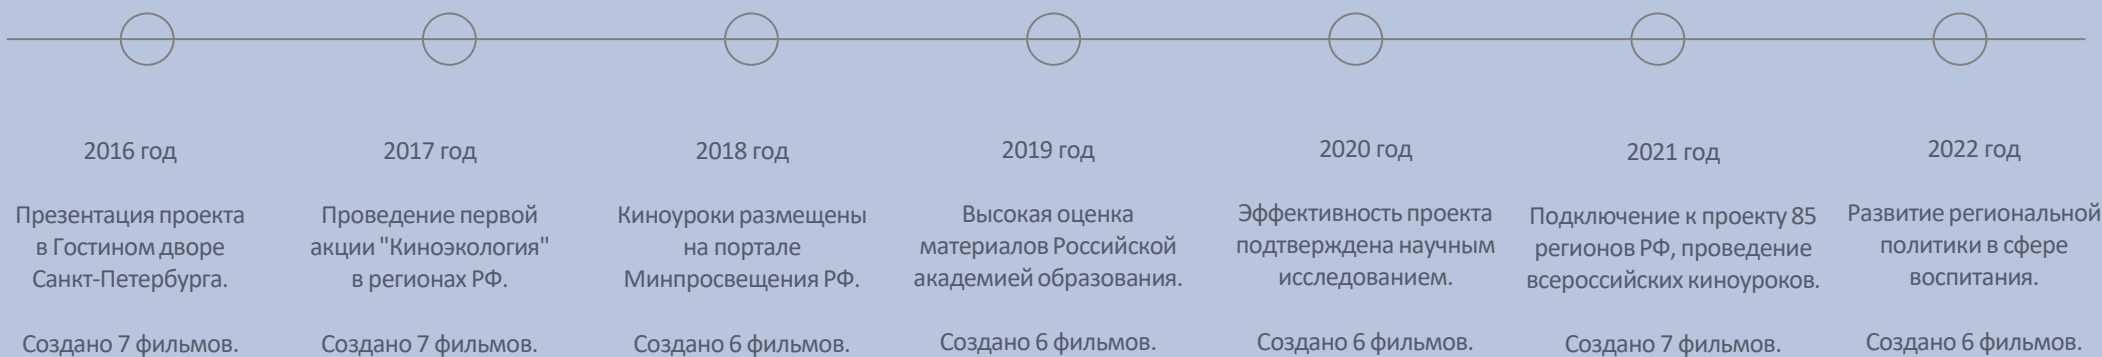 2016 год
Презентация проекта
в Гостином дворе
Санкт-Петербурга.
Создано 7 фильмов.
2017 год
Проведение первой
акции "Киноэкология"
в регионах РФ.
Создано 7 фильмов.
2018 год
Киноуроки размещены
на портале
Минпросвещения РФ.
Создано 6 фильмов.
2019 год
Высокая оценка
материалов Российской
академией образования.
Создано 6 фильмов.
2020 год
Эффективность проекта
подтверждена научным
исследованием.
Создано 6 фильмов.
2021 год
Подключение к проекту 85
регионов РФ, проведение
всероссийских киноуроков.
Создано 7 фильмов.
2022 год
Развитие региональной
политики в сфере
воспитания.
Создано 6 фильмов.